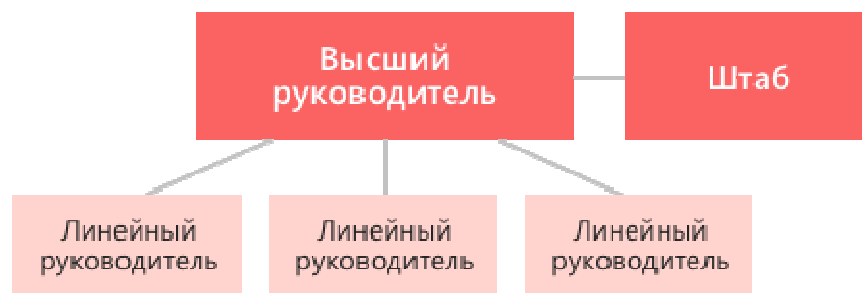 Высший
руководитель
Штаб
Линейный
руководитель
Линейный
руководитель
Линейный
руководитель